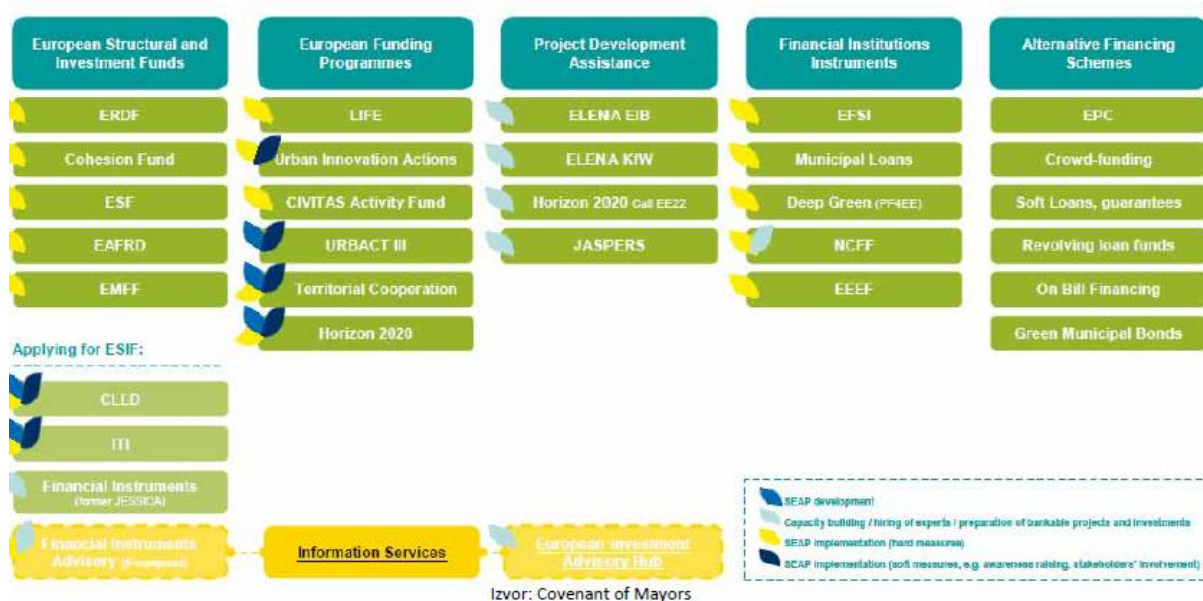 European Structural and
Investment Funds
ERDF
Cohesion Fund
ESF
EAFRD
EMFF
Applying for ESIF:
CLLD
ITI
Financial Instruments
(former JESSICA)
Financial Instruments
Advisory
European Funding
Programmes
LIFE
Urban Innovation Actions
CIVITAS Activity Fund
URBACT III
Territorial Cooperation
Horizon 2020
Information Services
Project Development
Assistance
ELENA EIB
ELENA KfW
Horizon 2020 Call EE22
JASPERS
European Investment
Advisory Hub
Financial Institutions
Instruments
EFSI
Municipal Loans
Deep Green (PF4EE)
NCFF
EEEF
Alternative Financing
Schemes
EPC
Crowd-funding
Soft Loans, guarantees
Revolving loan funds
On Bill Financing
Green Municipal Bonds
SEAP development
Capacity building / hiring of experts / preparation of bankable projects and investments
SEAP implementation (hard measures)
SEAP implementation (soft measures, e.g. awareness raising, stakeholders' involvement)
Izvor: Covenant of Mayors